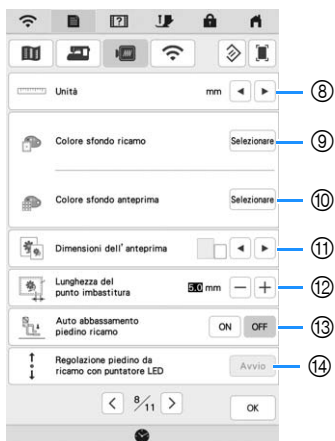 Unità mm ⑧
Colore sfondo ricamo Selezionare ⑨
Colore sfondo anteprima Selezionare ⑩
Dimensioni dell'anteprima ⑪
Lunghezza del
punto imbastitura 5.0 mm − + ⑫
Auto abbassamento
piedino ricamo ON OFF ⑬
Regolazione piedino da
ricamo con puntatore LED Avvio ⑭
< 8/11 > OK